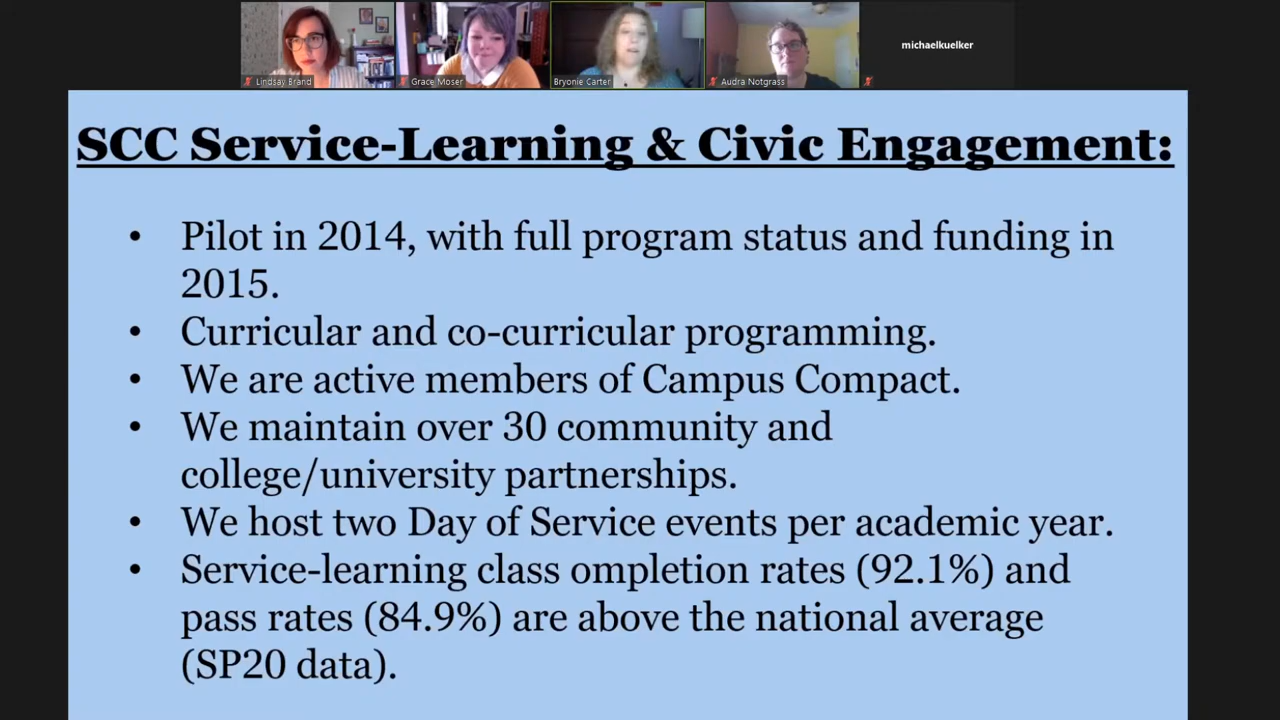 Lindsay Brand
Grace Moser
Bryonie Carter
Audra Notgrass
michaelkuelker
SCC Service-Learning & Civic Engagement:
• Pilot in 2014, with full program status and funding in
2015.
• Curricular and co-curricular programming.
• We are active members of Campus Compact.
• We maintain over 30 community and
college/university partnerships.
• We host two Day of Service events per academic year.
• Service-learning class ompletion rates (92.1%) and
pass rates (84.9%) are above the national average
(SP20 data).